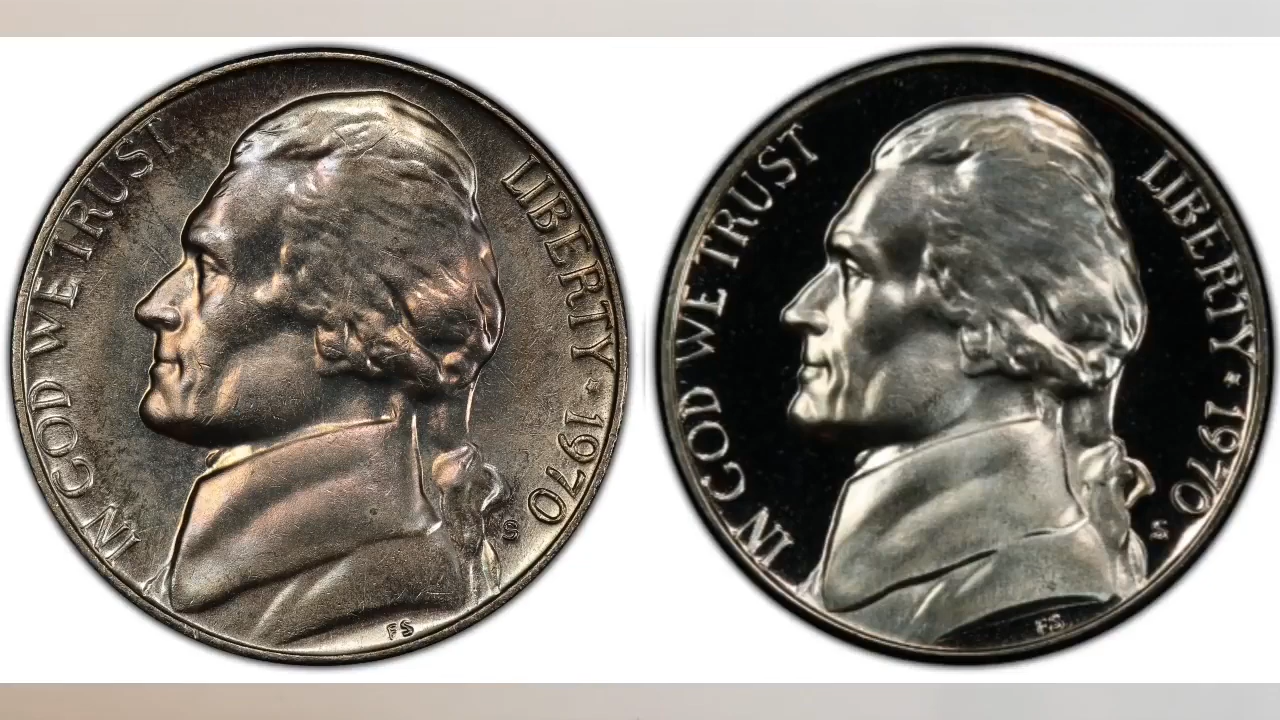 IN GOD WE TRUST
LIBERTY * 1970
S
FS
IN GOD WE TRUST
LIBERTY * 1970
S
FS